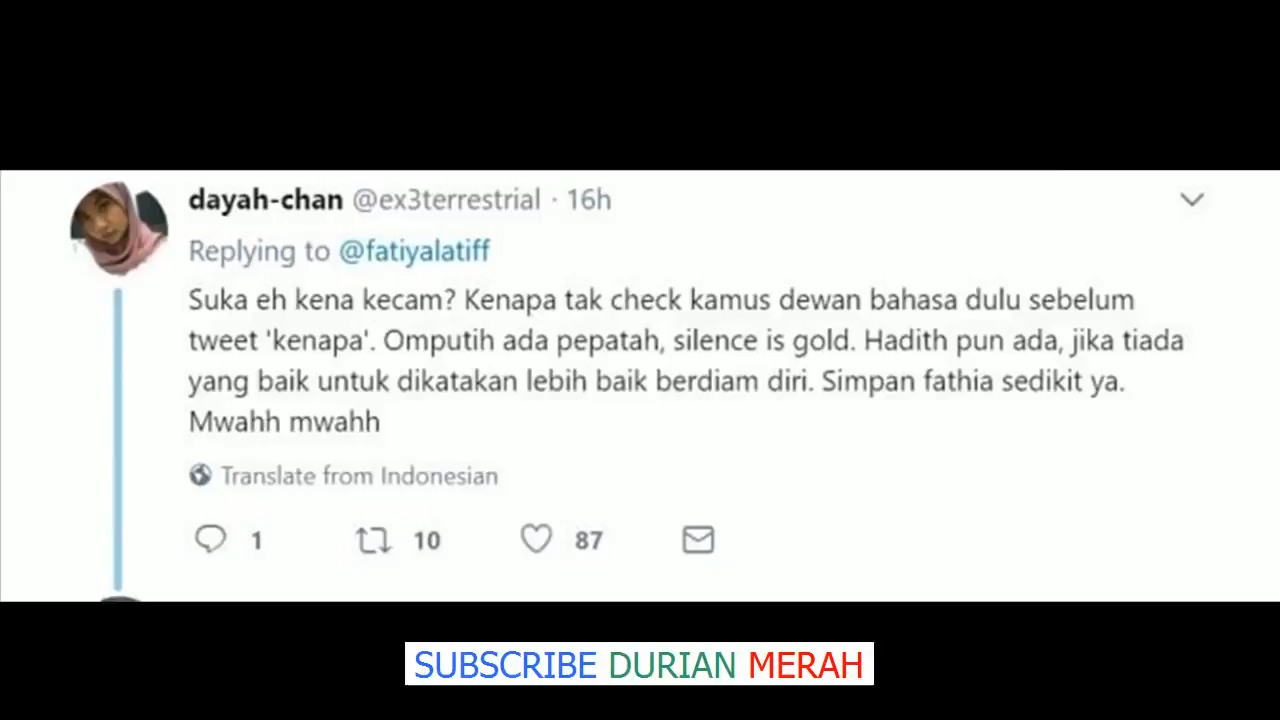 dayah-chan @ex3terrestrial · 16h
Replying to @fatiyalatiff
Suka eh kena kecam? Kenapa tak check kamus dewan bahasa dulu sebelum
tweet 'kenapa'. Omputih ada pepatah, silence is gold. Hadith pun ada, jika tiada
yang baik untuk dikatakan lebih baik berdiam diri. Simpan fathia sedikit ya.
Mwahh mwahh
Translate from Indonesian
1 10 87
SUBSCRIBE DURIAN MERAH